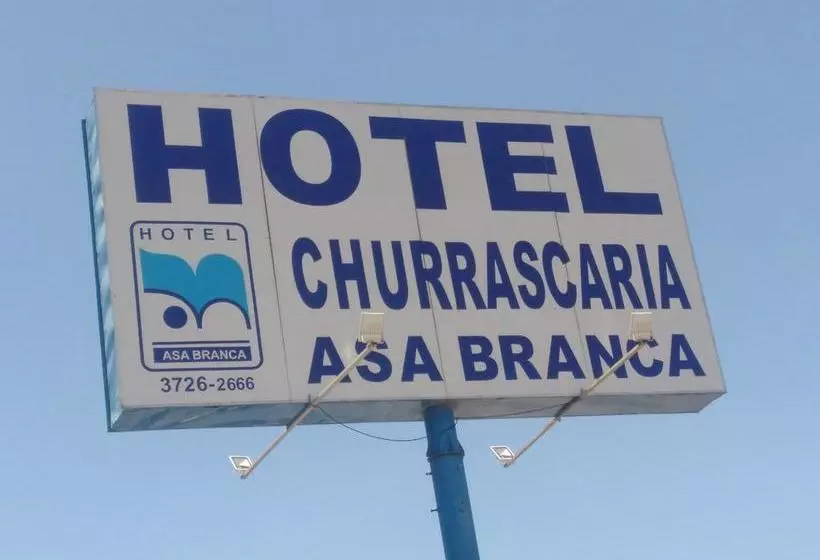 HOTEL
CHURRASCARIA
ASA BRANCA
HOTEL
ASA BRANCA
3726-2666